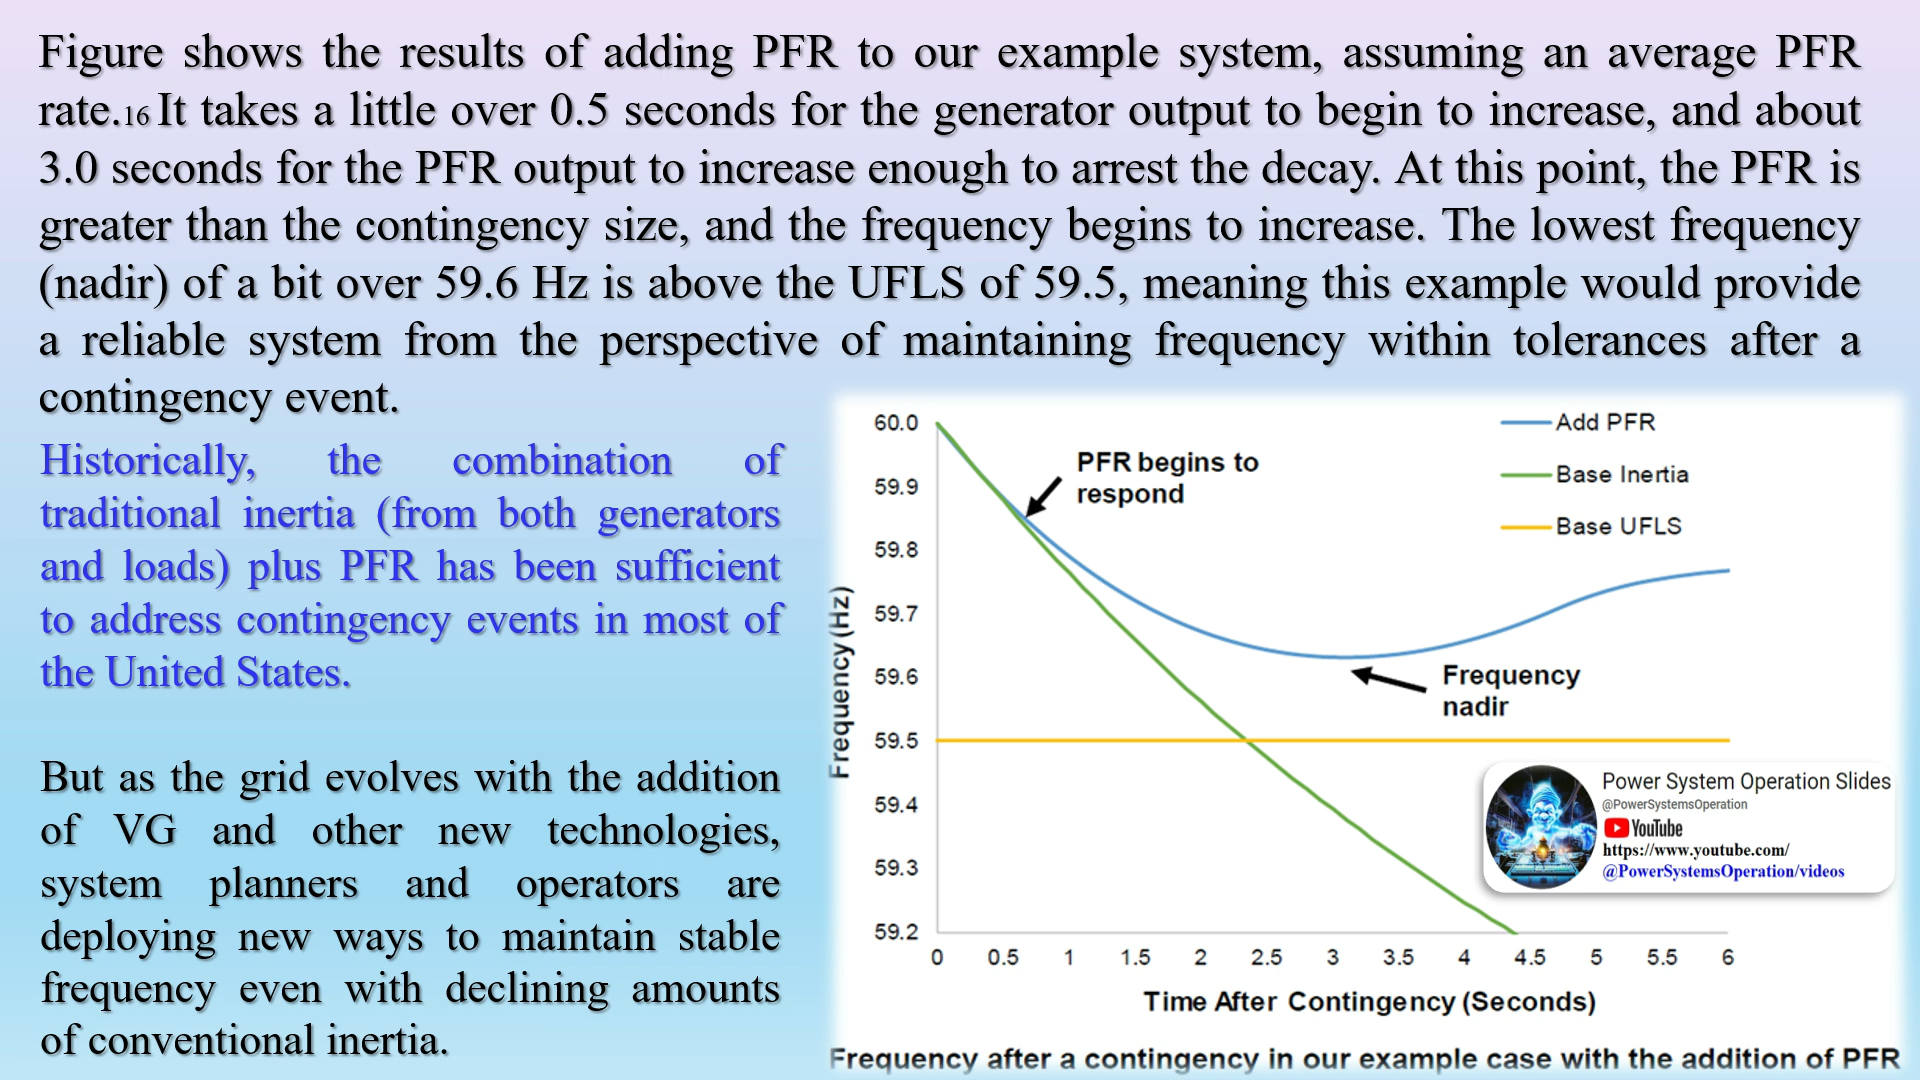 Figure shows the results of adding PFR to our example system, assuming an average PFR
rate.16 It takes a little over 0.5 seconds for the generator output to begin to increase, and about
3.0 seconds for the PFR output to increase enough to arrest the decay. At this point, the PFR is
greater than the contingency size, and the frequency begins to increase. The lowest frequency
(nadir) of a bit over 59.6 Hz is above the UFLS of 59.5, meaning this example would provide
a reliable system from the perspective of maintaining frequency within tolerances after a
contingency event.
Historically, the combination of
traditional inertia (from both generators
and loads) plus PFR has been sufficient
to address contingency events in most of
the United States.
But as the grid evolves with the addition
of VG and other new technologies,
system planners and operators are
deploying new ways to maintain stable
frequency even with declining amounts
of conventional inertia.
60.0
59.9
59.8
59.7
59.6
59.5
59.4
59.3
59.2
Frequency (Hz)
PFR begins to
respond
Add PFR
Base Inertia
Base UFLS
Frequency
nadir
Power System Operation Slides
@PowerSystemsOperation
YouTube
https://www.youtube.com/
@PowerSystemsOperation/videos
0 0.5 1 1.5 2 2.5 3 3.5 4 4.5 5 5.5 6
Time After Contingency (Seconds)
Frequency after a contingency in our example case with the addition of PFR